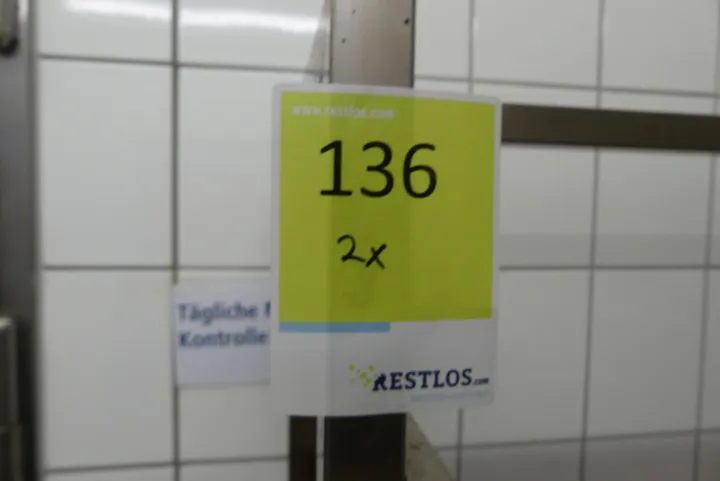 www.restlos.com
136
2x
Tägliche
Kontrolle
RESTLOS.com